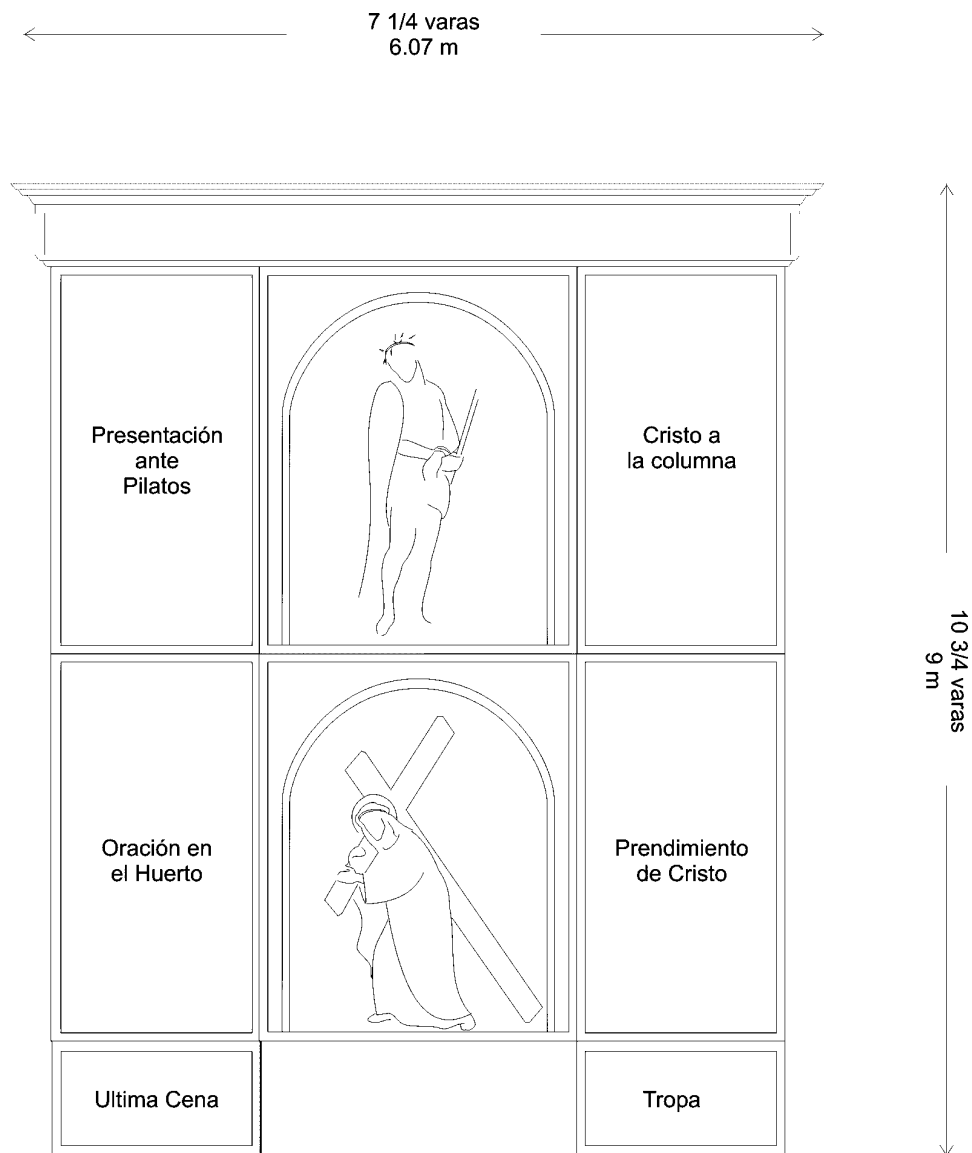 7 1/4 varas
6.07 m
Presentación
ante
Pilatos
Cristo a
la columna
10 3/4 varas
9 m
Oración en
el Huerto
Prendimiento
de Cristo
Ultima Cena
Tropa